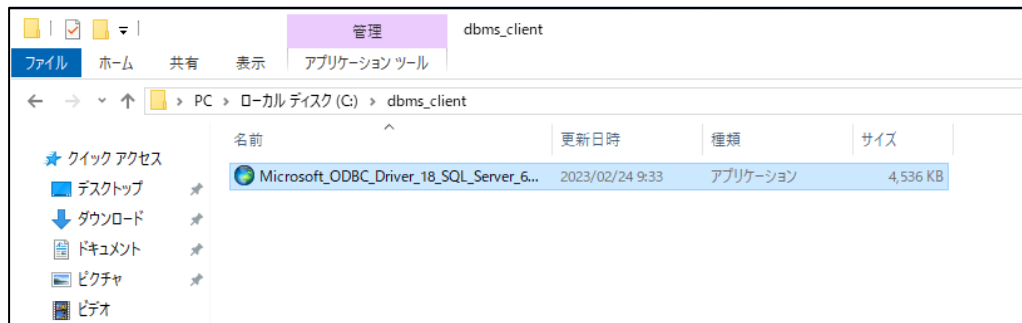 管理
dbms_client
ファイル ホーム 共有 表示 アプリケーション ツール
PC › ローカル ディスク (C:) › dbms_client
名前 更新日時 種類 サイズ
クイック アクセス
Microsoft_ODBC_Driver_18_SQL_Server_6... 2023/02/24 9:33 アプリケーション 4,536 KB
デスクトップ
ダウンロード
ドキュメント
ピクチャ
ビデオ